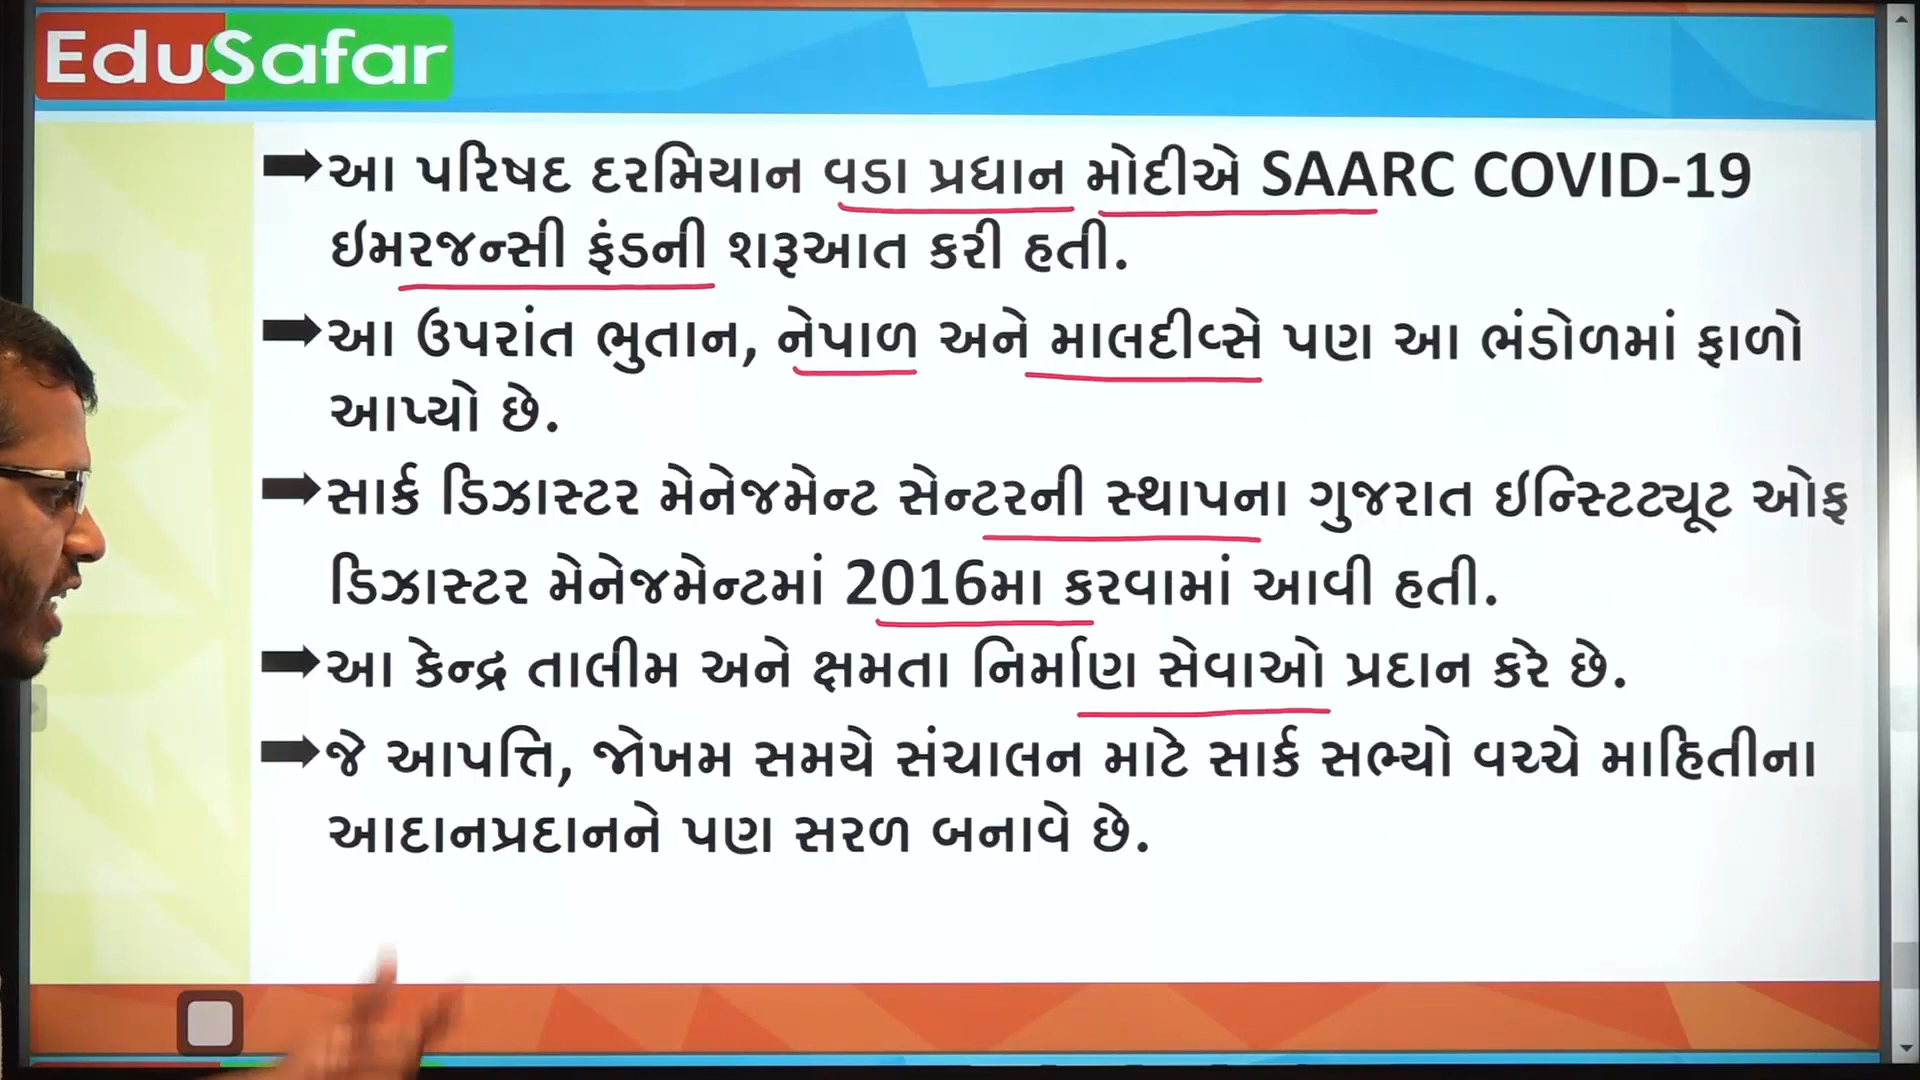 EduSafar
➡આ પરિષદ દરમિયાન વડા પ્રધાન મોદીએ SAARC COVID-19
ઇમરજન્સી ફંડની શરૂઆત કરી હતી.
➡આ ઉપરાંત ભુતાન, નેપાળ અને માલદીવ્સે પણ આ ભંડોળમાં ફાળો
આપ્યો છે.
➡સાર્ક ડિઝાસ્ટર મેનેજમેન્ટ સેન્ટરની સ્થાપના ગુજરાત ઇન્સ્ટિટ્યૂટ ઓફ
ડિઝાસ્ટર મેનેજમેન્ટમાં 2016મા કરવામાં આવી હતી.
➡આ કેન્દ્ર તાલીમ અને ક્ષમતા નિર્માણ સેવાઓ પ્રદાન કરે છે.
➡જે આપત્તિ, જોખમ સમયે સંચાલન માટે સાર્ક સભ્યો વચ્ચે માહિતીના
આદાનપ્રદાનને પણ સરળ બનાવે છે.